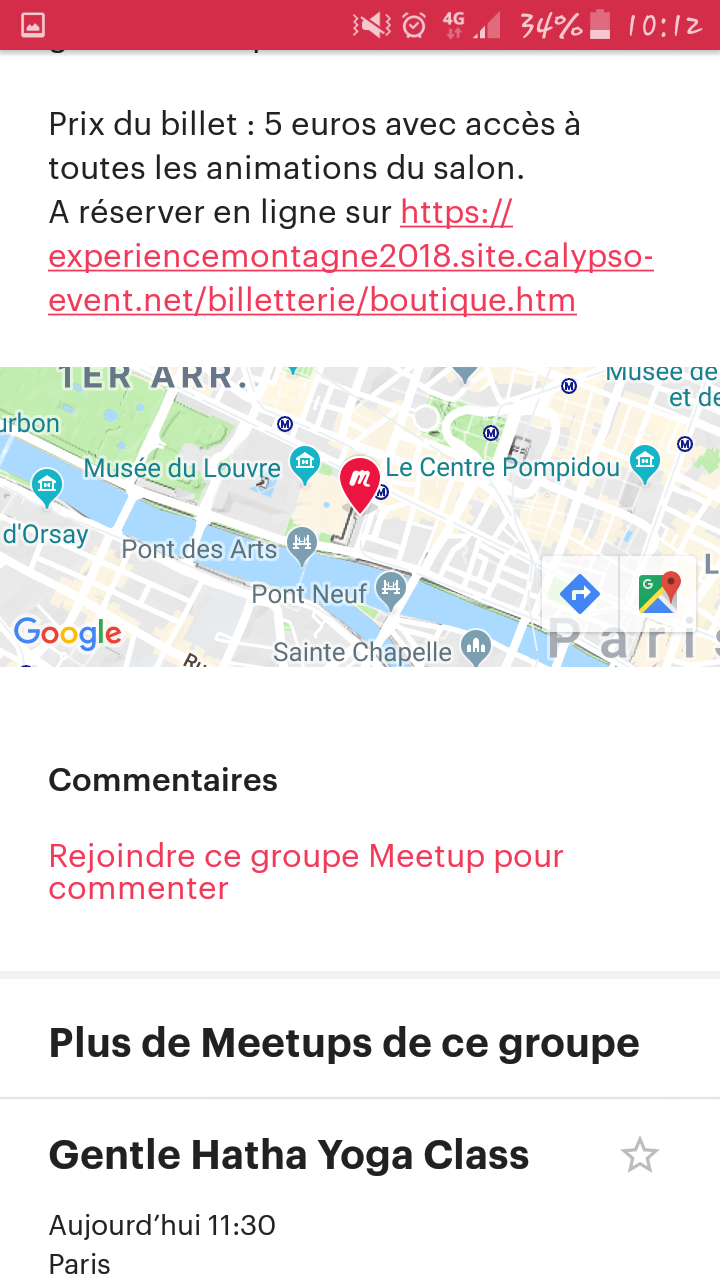 4G 34% 10:12
Prix du billet : 5 euros avec accès à
toutes les animations du salon.
A réserver en ligne sur https://
experiencemontagne2018.site.calypso-
event.net/billetterie/boutique.htm
1ER ARR.
Musée de
et de
urbon
M
M
M
Musée du Louvre
m
M
Le Centre Pompidou
d'Orsay
Pont des Arts
Pont Neuf
G
L
Google
Sainte Chapelle
Paris
Ru
Commentaires
Rejoindre ce groupe Meetup pour
commenter
Plus de Meetups de ce groupe
Gentle Hatha Yoga Class
Aujourd’hui 11:30
Paris